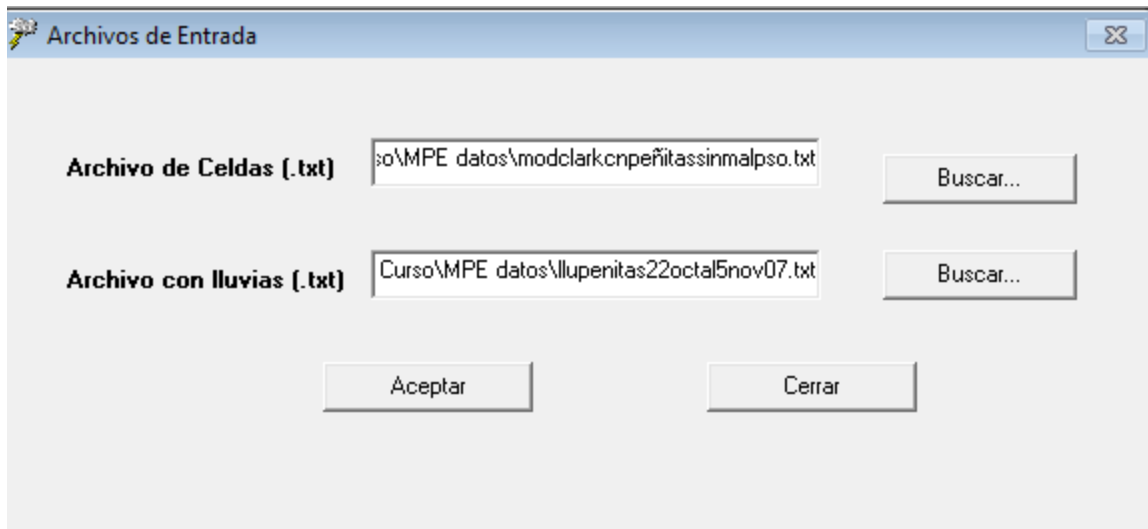 Archivos de Entrada
Archivo de Celdas (.txt)
so\MPE datos\modclarkcnpeñitassinmalpso.txt
Buscar...
Archivo con lluvias (.txt)
Curso\MPE datos\llupenitas22octal5nov07.txt
Buscar...
Aceptar
Cerrar